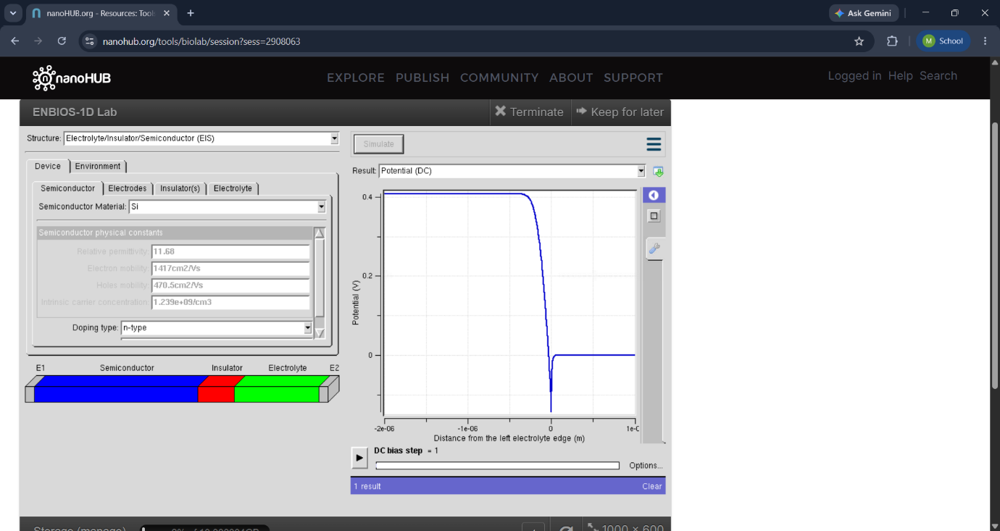 nanoHUB.org - Resources: Tool
Ask Gemini
nanohub.org/tools/biolab/session?sess=2908063
M School
nanoHUB
EXPLORE PUBLISH COMMUNITY ABOUT SUPPORT
Logged in Help Search
ENBIOS-1D Lab
Terminate
Keep for later
Structure: Electrolyte/Insulator/Semiconductor (EIS)
Device Environment
Semiconductor Electrodes Insulator(s) Electrolyte
Semiconductor Material: Si
Semiconductor physical constants
Relative permittivity: 11.68
Electron mobility: 1417cm2/Vs
Holes mobility: 470.5cm2/Vs
Intrinsic carrier concentration: 1.239e+09/cm3
Doping type: n-type
E1 Semiconductor Insulator Electrolyte E2
Simulate
Result: Potential (DC)
0.4
0.2
0
Potential (V)
-2e-06 -1e-06 0 1e-0
Distance from the left electrolyte edge (m)
DC bias step = 1
Options...
1 result
Clear
Storage (manage)
1000 × 600